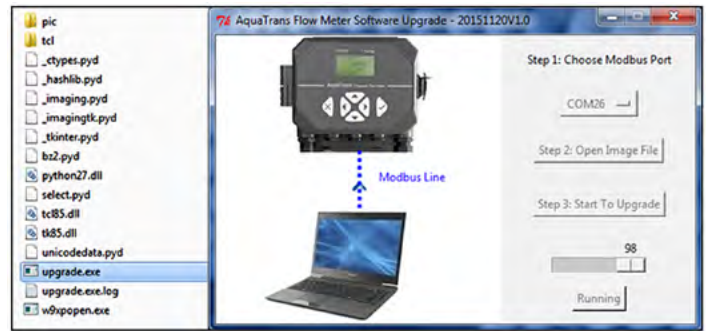 pic
tcl
_ctypes.pyd
_hashlib.pyd
_imaging.pyd
_imagingtk.pyd
_tkinter.pyd
bz2.pyd
python27.dll
select.pyd
tcl85.dll
tk85.dll
unicodedata.pyd
upgrade.exe
upgrade.exe.log
w9xpopen.exe
AquaTrans Flow Meter Software Upgrade - 20151120V1.0
Step 1: Choose Modbus Port
COM26
Step 2: Open Image File
Modbus Line
Step 3: Start To Upgrade
98
Running